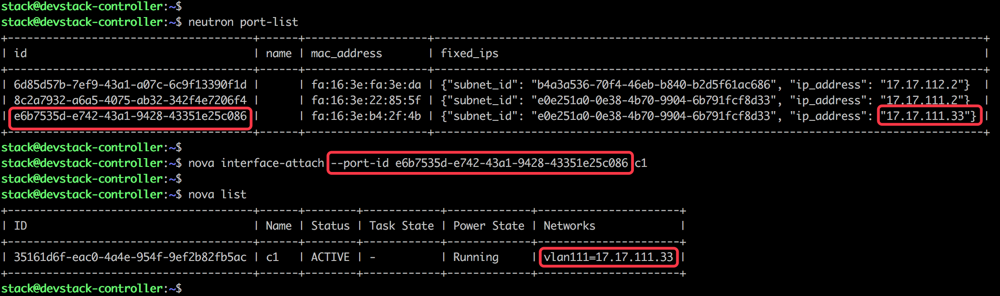 stack@devstack-controller:~$
stack@devstack-controller:~$ neutron port-list
+--------------------------------------+------+-------------------+-------------------------------------------------------------------------------------+
| id                                   | name | mac_address       | fixed_ips                                                                           |
+--------------------------------------+------+-------------------+-------------------------------------------------------------------------------------+
| 6d85d57b-7ef9-43a1-a07c-6c9f13390f1d |      | fa:16:3e:fa:3e:da | {"subnet_id": "b4a3a536-70f4-46eb-b840-b2d5f61ac686", "ip_address": "17.17.112.2"}  |
| 8c2a7932-a6a5-4075-ab32-342f4e7206f4 |      | fa:16:3e:22:85:5f | {"subnet_id": "e0e251a0-0e38-4b70-9904-6b791fcf8d33", "ip_address": "17.17.111.2"}  |
| e6b7535d-e742-43a1-9428-43351e25c086 |      | fa:16:3e:b4:2f:4b | {"subnet_id": "e0e251a0-0e38-4b70-9904-6b791fcf8d33", "ip_address": "17.17.111.33"} |
+--------------------------------------+------+-------------------+-------------------------------------------------------------------------------------+
stack@devstack-controller:~$
stack@devstack-controller:~$ nova interface-attach --port-id e6b7535d-e742-43a1-9428-43351e25c086 c1
stack@devstack-controller:~$
stack@devstack-controller:~$ nova list
+--------------------------------------+------+--------+------------+-------------+----------------------+
| ID                                   | Name | Status | Task State | Power State | Networks             |
+--------------------------------------+------+--------+------------+-------------+----------------------+
| 35161d6f-eac0-4a4e-954f-9ef2b82fb5ac | c1   | ACTIVE | -          | Running     | vlan111=17.17.111.33 |
+--------------------------------------+------+--------+------------+-------------+----------------------+
stack@devstack-controller:~$